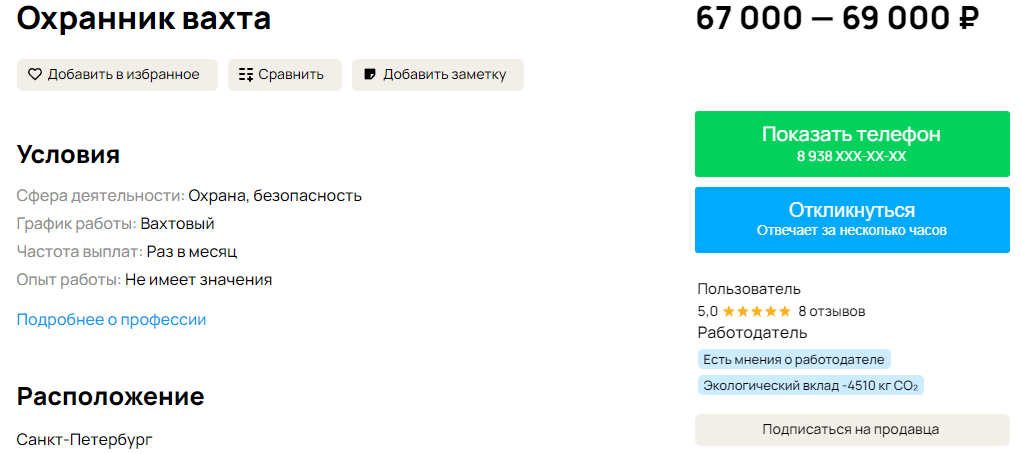 Охранник вахта
67 000 — 69 000 ₽
Добавить в избранное
Сравнить
Добавить заметку
Показать телефон
8 938 XXX-XX-XX
Откликнуться
Отвечает за несколько часов
Условия
Сфера деятельности: Охрана, безопасность
График работы: Вахтовый
Частота выплат: Раз в месяц
Опыт работы: Не имеет значения
Подробнее о профессии
Пользователь
5,0 ★★★★★ 8 отзывов
Работодатель
Есть мнения о работодателе
Экологический вклад -4510 кг CO₂
Подписаться на продавца
Расположение
Санкт-Петербург